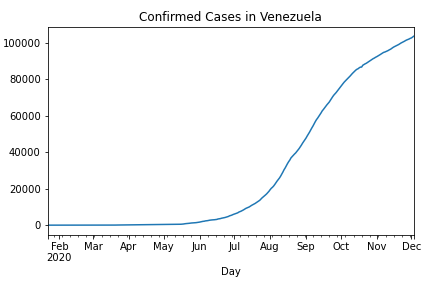 Confirmed Cases in Venezuela
100000
80000
60000
40000
20000
0
Feb Mar Apr May Jun Jul Aug Sep Oct Nov Dec
2020
Day